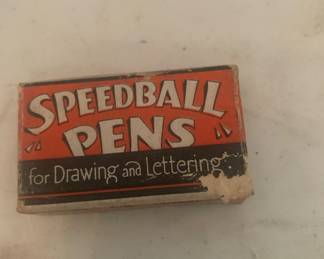 SPEEDBALL
PENS
for Drawing and Lettering